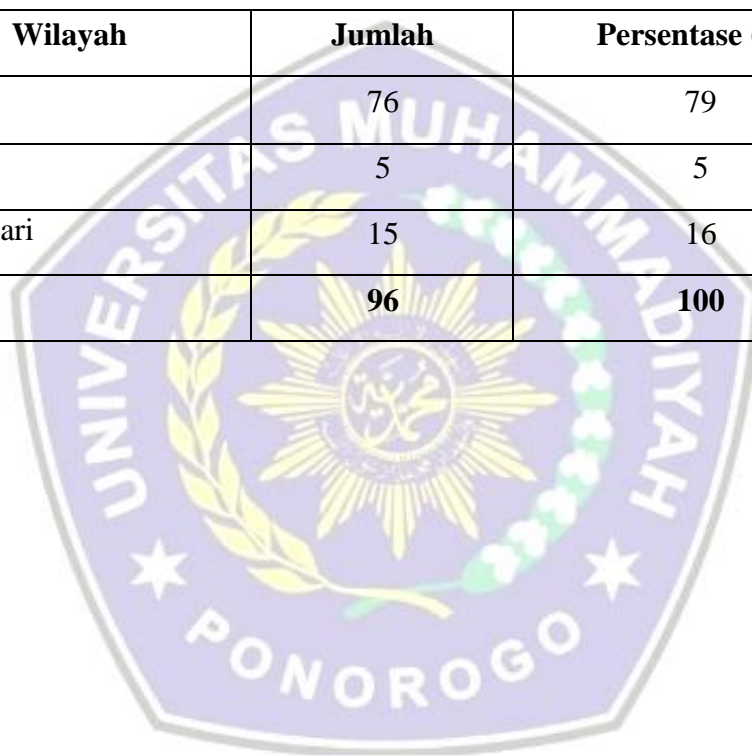 Wilayah Jumlah Persentase (
76 79
5 5
ari 15 16
96 100
UNIVERSITAS MUHAMMADIYAH
PONOROGO